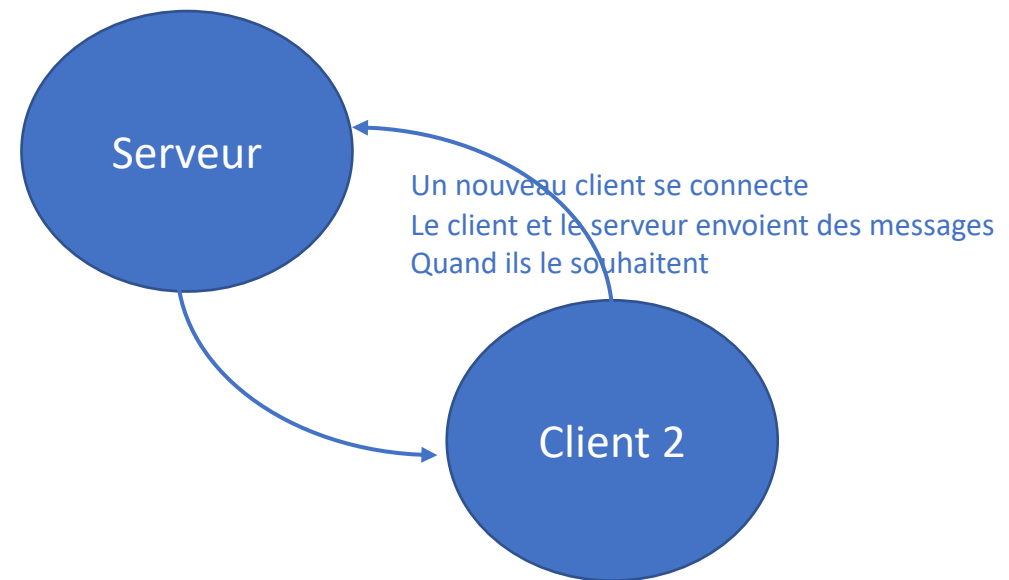 Serveur
Un nouveau client se connecte
Le client et le serveur envoient des messages
Quand ils le souhaitent
Client 2